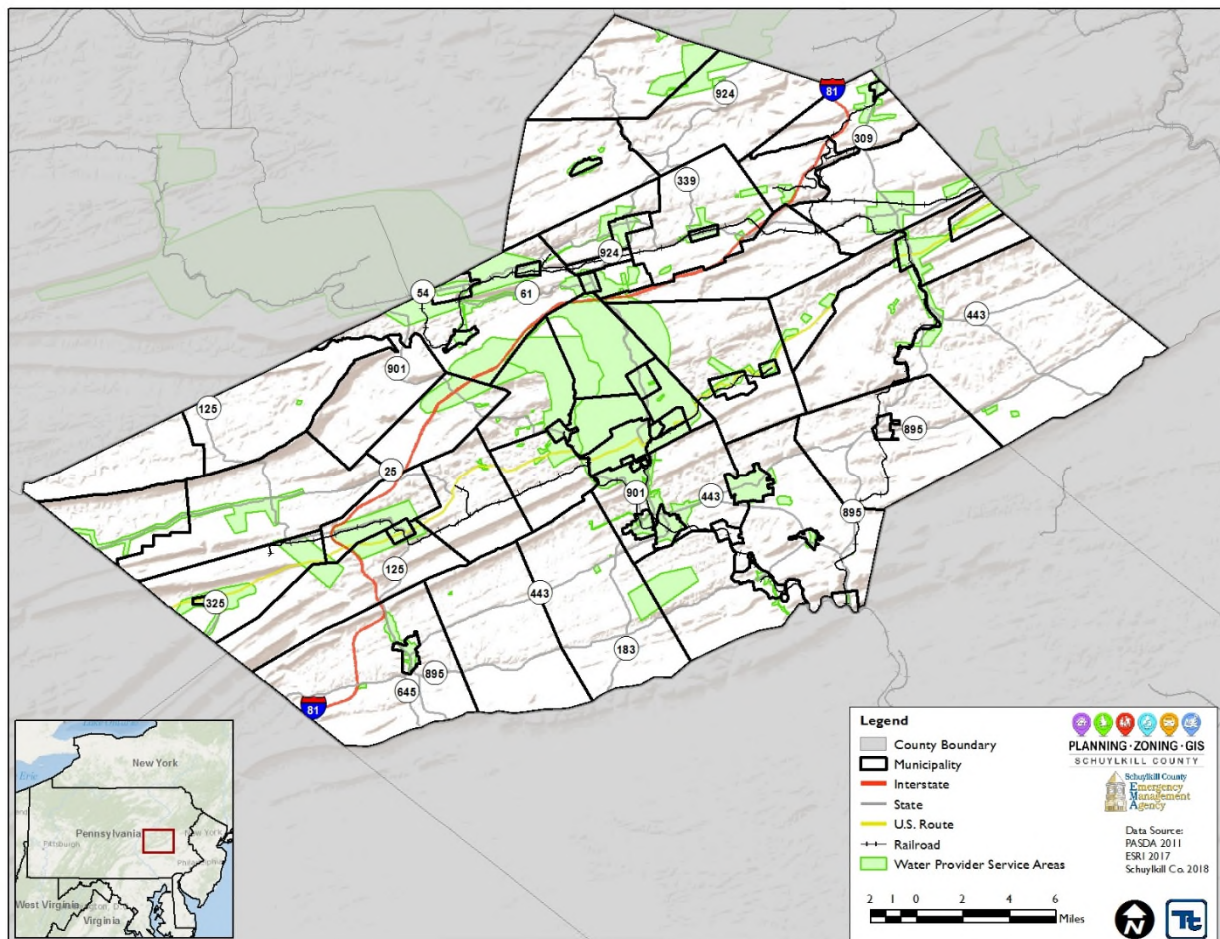 81
924
309
339
924
54
61
443
901
125
895
25
901
443
895
125
443
325
183
895
645
81
New York
Pennsylvania
New York
Pittsburgh
West Virginia
Virginia
Legend
County Boundary
Municipality
Interstate
State
U.S. Route
Railroad
Water Provider Service Areas
2 1 0 2 4 6
Miles
PLANNING·ZONING·GIS
SCHUYLKILL COUNTY
Schuylkill County
Emergency
Management
Agency
Data Source:
PASDA 2011
ESRI 2017
Schuylkill Co. 2018
N
Tt